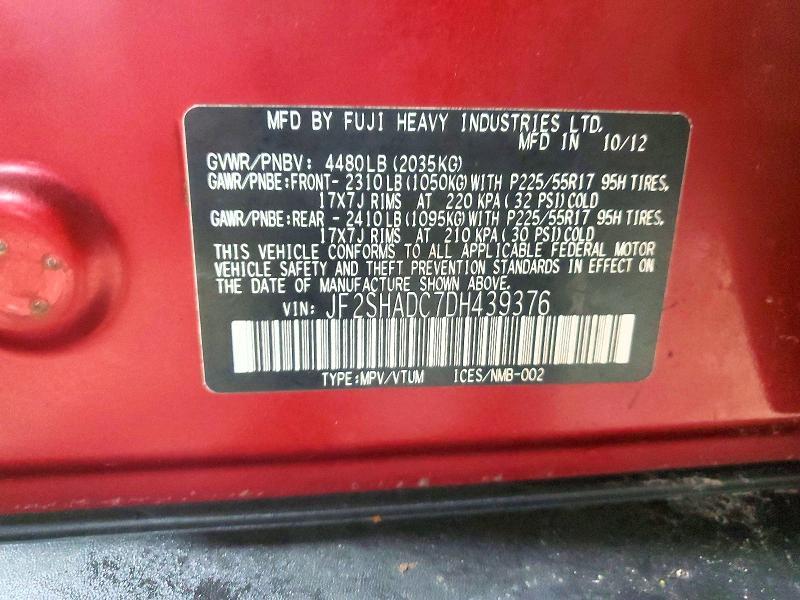 MFD BY FUJI HEAVY INDUSTRIES LTD.
MFD IN 10/12
GVWR/PNBV: 4480LB (2035KG)
GAWR/PNBE:FRONT- 2310LB (1050KG) WITH P225/55R17 95H TIRES,
17X7J RIMS AT 220 KPA (32 PSI) COLD
GAWR/PNBE:REAR - 2410LB (1095KG) WITH P225/55R17 95H TIRES,
17X7J RIMS AT 210 KPA (30 PSI) COLD
THIS VEHICLE CONFORMS TO ALL APPLICABLE FEDERAL MOTOR
VEHICLE SAFETY AND THEFT PREVENTION STANDARDS IN EFFECT ON
THE DATE OF MANUFACTURE SHOWN ABOVE.
VIN: JF2SHADC7DH439376
TYPE:MPV/VTUM ICES/NMB-002